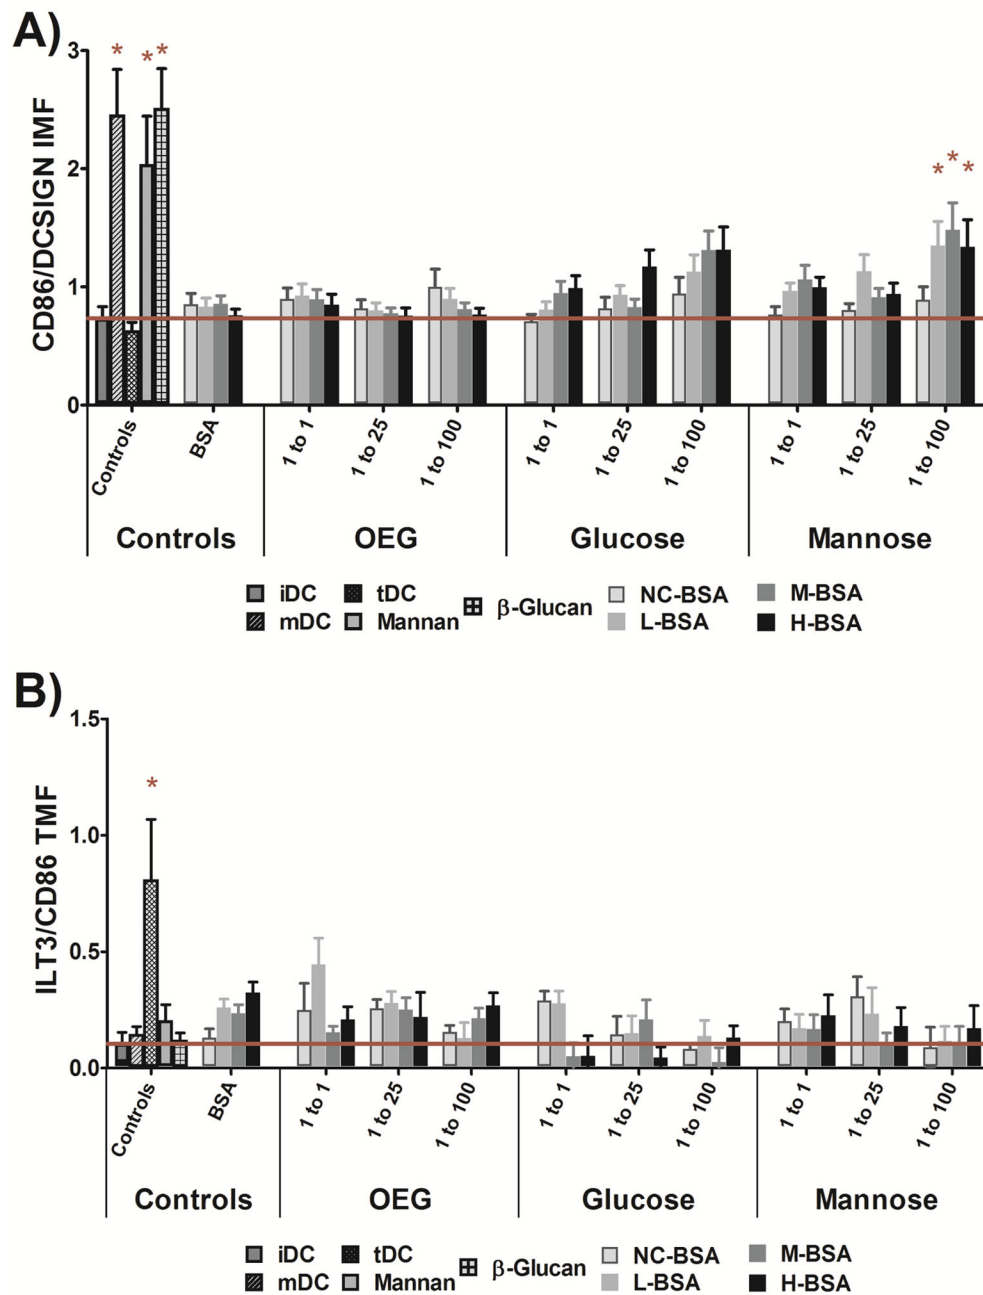 A)
CD86/DCSIGN IMF
3
2
1
0
* * *
* * *
Controls BSA 1 to 1 1 to 25 1 to 100 1 to 1 1 to 25 1 to 100 1 to 1 1 to 25 1 to 100
Controls OEG Glucose Mannose
iDC tDC β-Glucan NC-BSA M-BSA
mDC Mannan L-BSA H-BSA
B)
ILT3/CD86 TMF
1.5
1.0
0.5
0.0
*
Controls BSA 1 to 1 1 to 25 1 to 100 1 to 1 1 to 25 1 to 100 1 to 1 1 to 25 1 to 100
Controls OEG Glucose Mannose
iDC tDC β-Glucan NC-BSA M-BSA
mDC Mannan L-BSA H-BSA